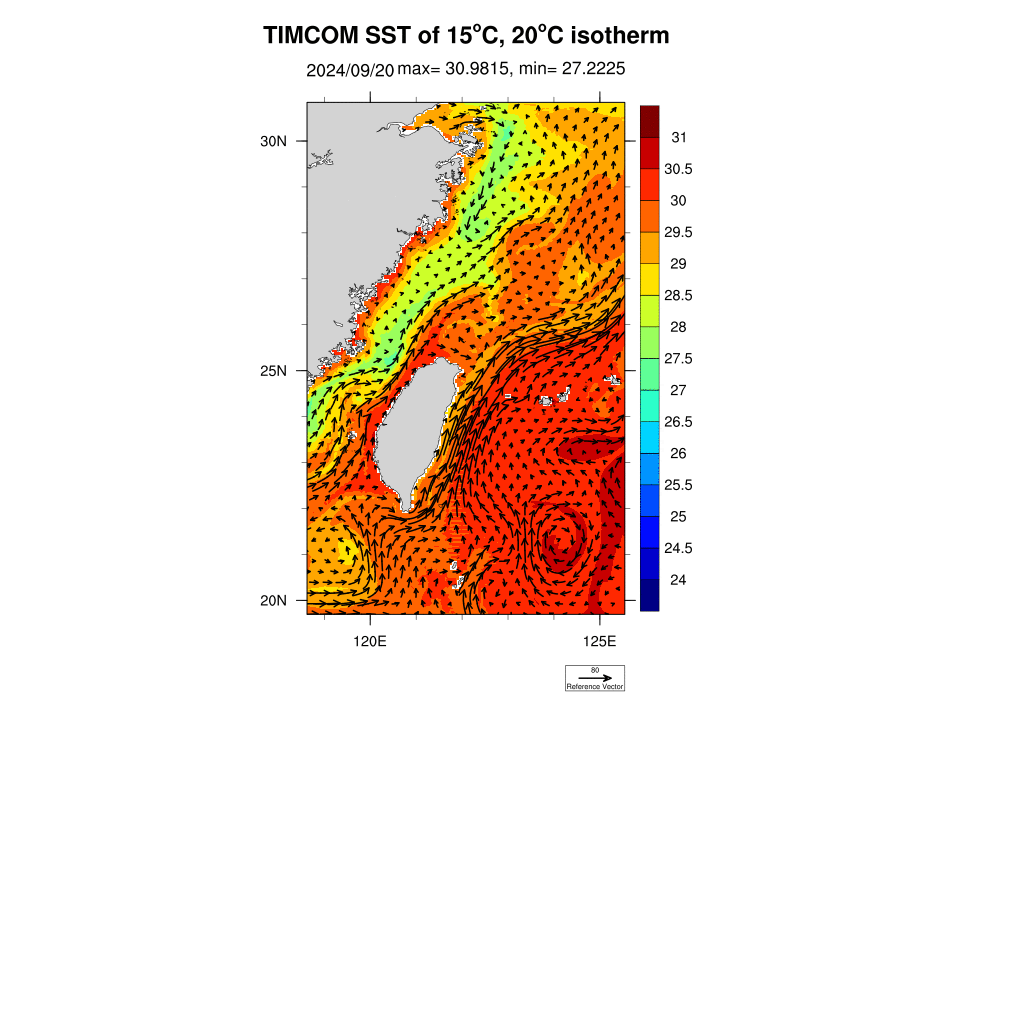 TIMCOM SST of 15°C, 20°C isotherm
2024/09/20 max= 30.9815, min= 27.2225
30N
25N
20N
120E
125E
31
30.5
30
29.5
29
28.5
28
27.5
27
26.5
26
25.5
25
24.5
24
80
Reference Vector